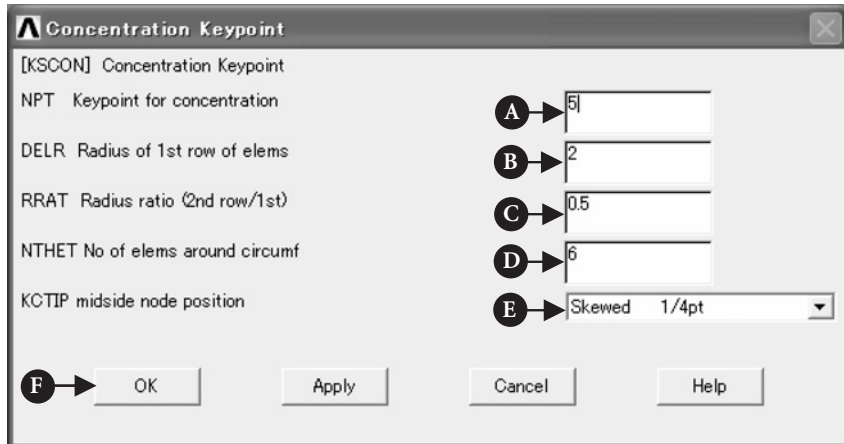 Concentration Keypoint
[KSCON] Concentration Keypoint
NPT Keypoint for concentration A 5
DELR Radius of 1st row of elems B 2
RRAT Radius ratio (2nd row/1st) C 0.5
NTHET No of elems around circumf D 6
KCTIP midside node position E Skewed 1/4pt
F OK Apply Cancel Help